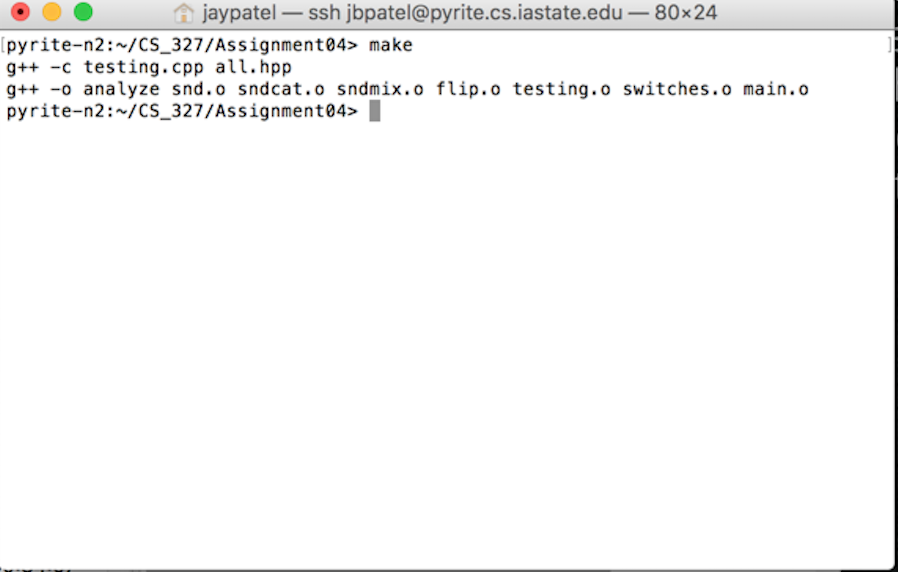 jaypatel — ssh jbpatel@pyrite.cs.iastate.edu — 80×24
[pyrite-n2:~/CS_327/Assignment04> make ]
g++ -c testing.cpp all.hpp
g++ -o analyze snd.o sndcat.o sndmix.o flip.o testing.o switches.o main.o
pyrite-n2:~/CS_327/Assignment04>